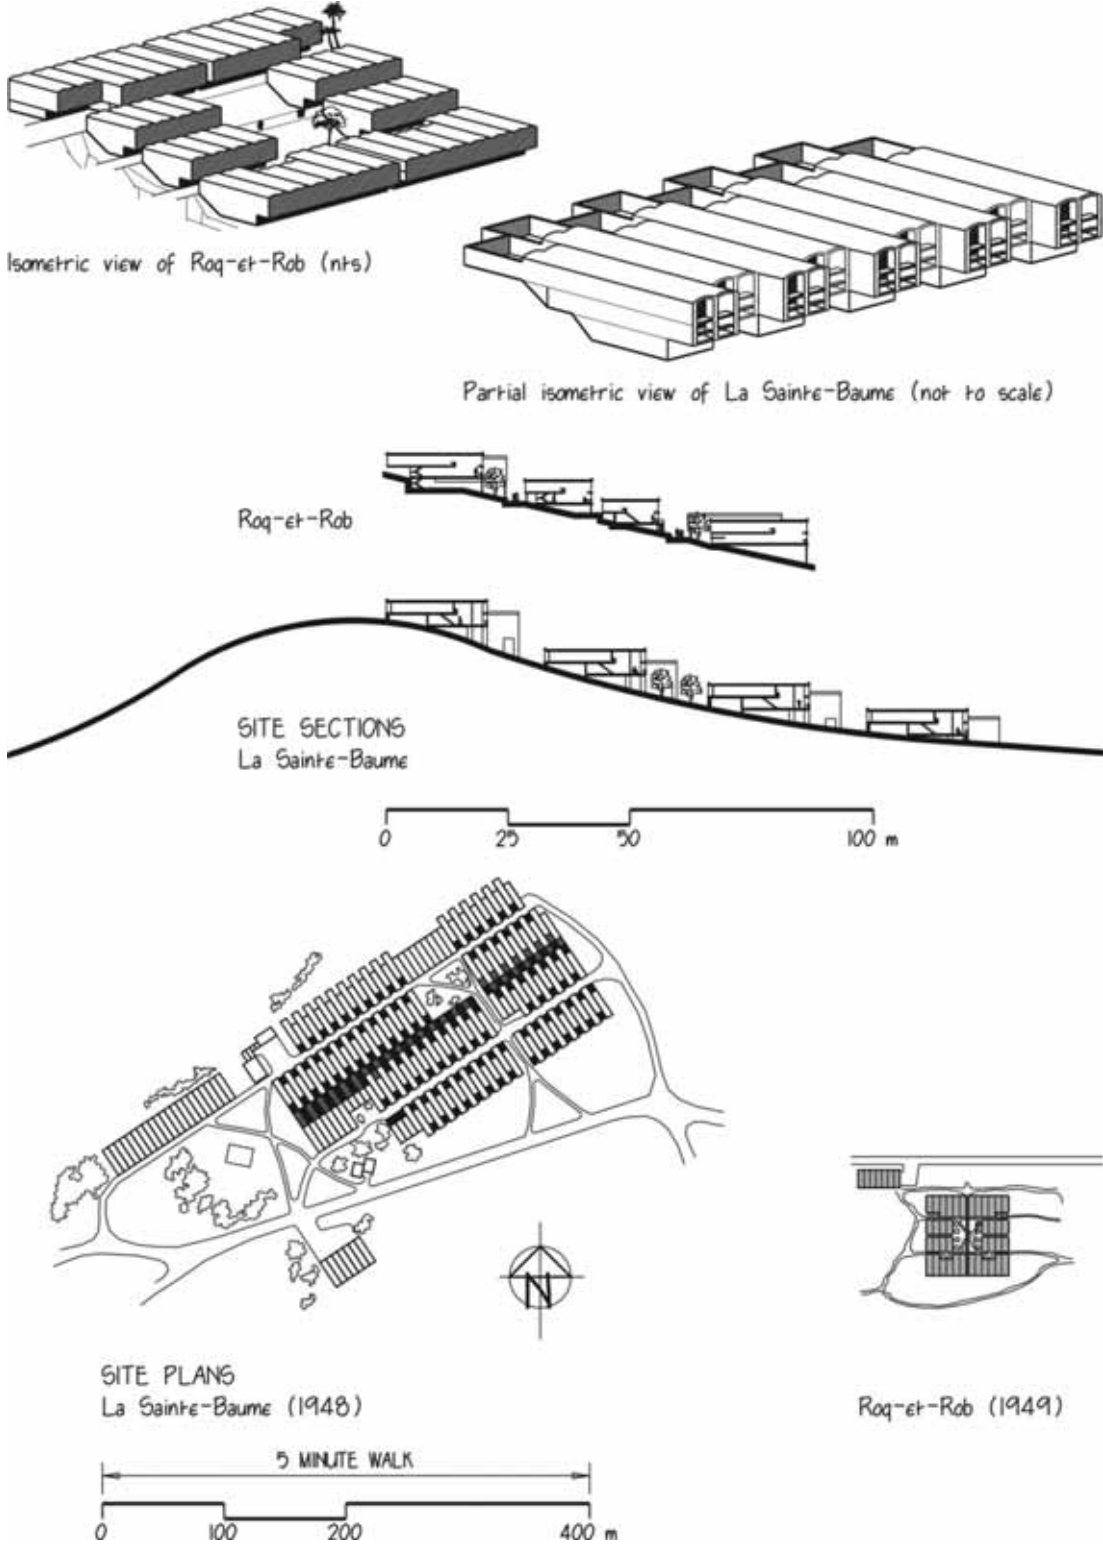 Isometric view of Roq-et-Rob (nts)
Partial isometric view of La Sainte-Baume (not to scale)
Roq-et-Rob
SITE SECTIONS
La Sainte-Baume
0 25 50 100 m
N
SITE PLANS
La Sainte-Baume (1948)
Roq-et-Rob (1949)
5 MINUTE WALK
0 100 200 400 m